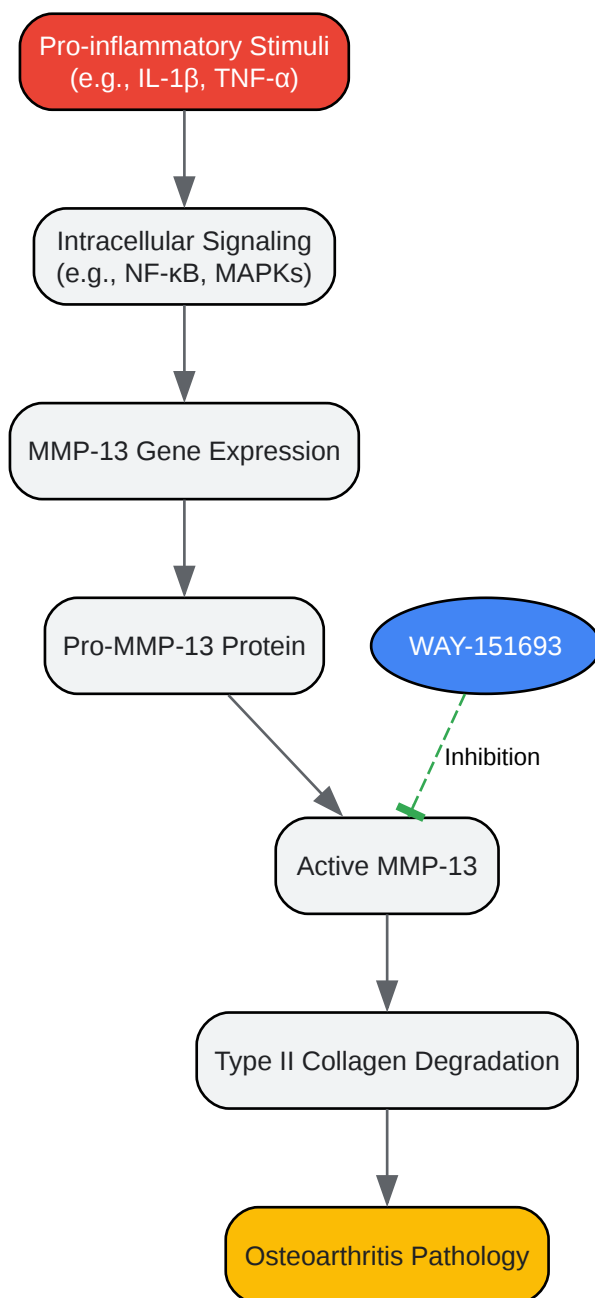 Pro-inflammatory Stimuli
(e.g., IL-1β, TNF-α)
Intracellular Signaling
(e.g., NF-κB, MAPKs)
MMP-13 Gene Expression
Pro-MMP-13 Protein
WAY-151693
Inhibition
Active MMP-13
Type II Collagen Degradation
Osteoarthritis Pathology